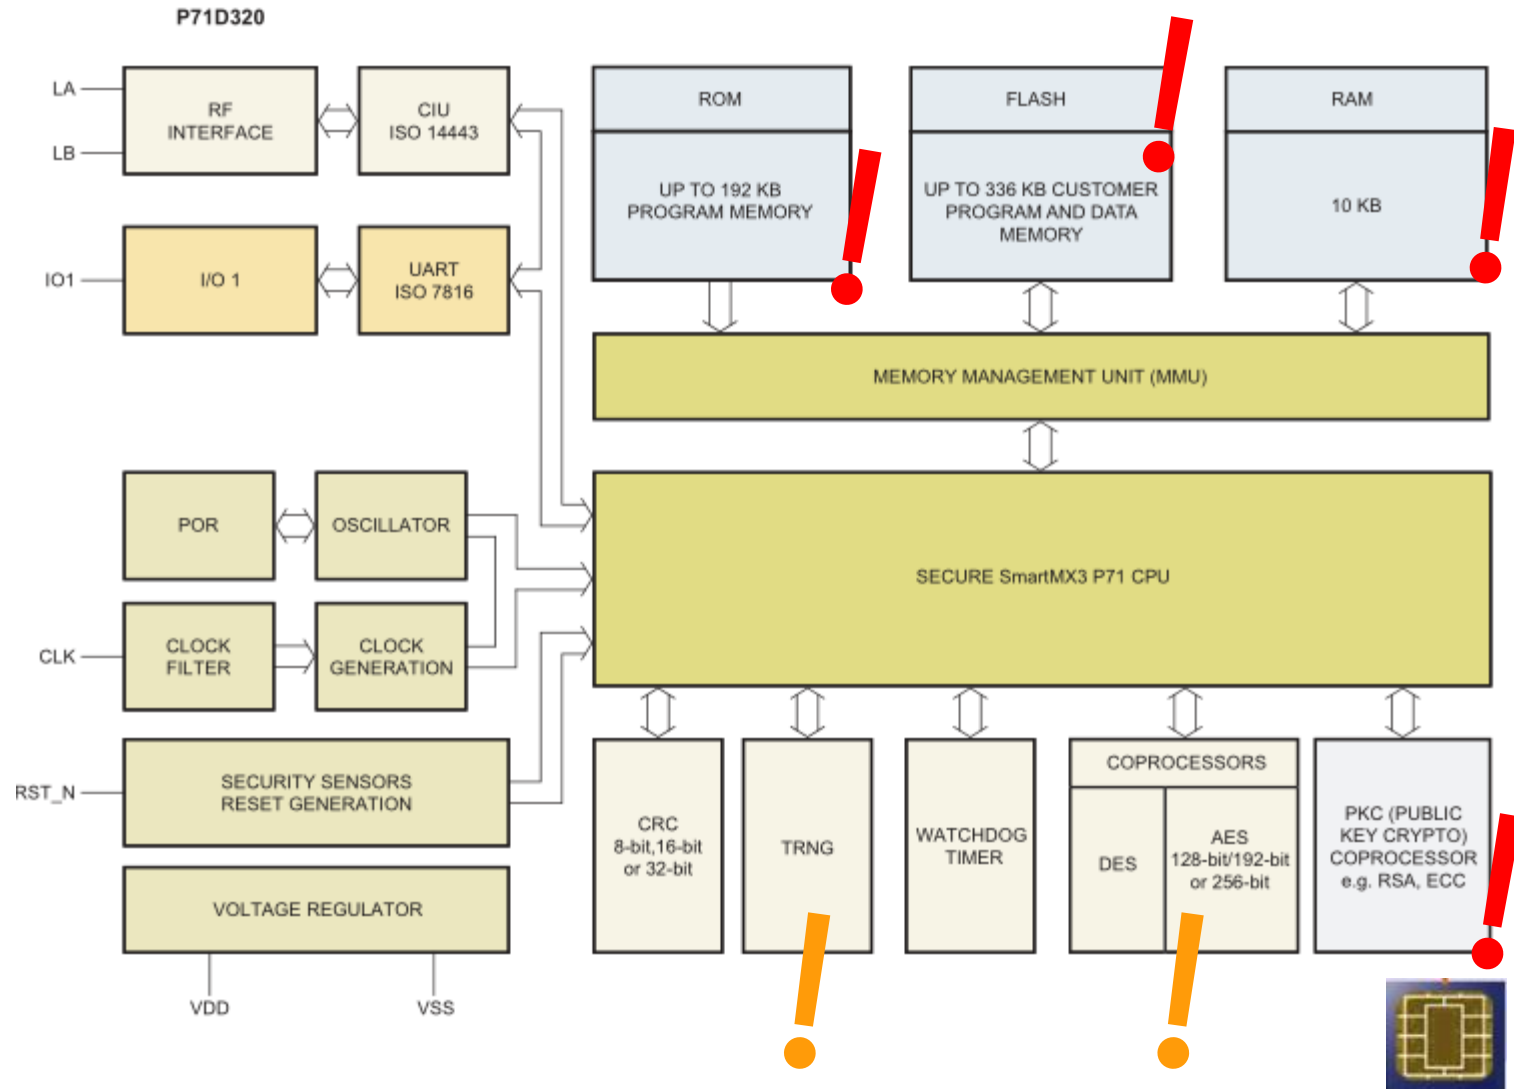 P71D320
LA
LB
RF
INTERFACE
CIU
ISO 14443
IO1
I/O 1
UART
ISO 7816
ROM
UP TO 192 KB
PROGRAM MEMORY
FLASH
UP TO 336 KB CUSTOMER
PROGRAM AND DATA
MEMORY
RAM
10 KB
MEMORY MANAGEMENT UNIT (MMU)
POR
OSCILLATOR
CLK
CLOCK
FILTER
CLOCK
GENERATION
SECURE SmartMX3 P71 CPU
RST_N
SECURITY SENSORS
RESET GENERATION
VOLTAGE REGULATOR
VDD
VSS
CRC
8-bit,16-bit
or 32-bit
TRNG
WATCHDOG
TIMER
COPROCESSORS
DES
AES
128-bit/192-bit
or 256-bit
PKC (PUBLIC
KEY CRYPTO)
COPROCESSOR
e.g. RSA, ECC